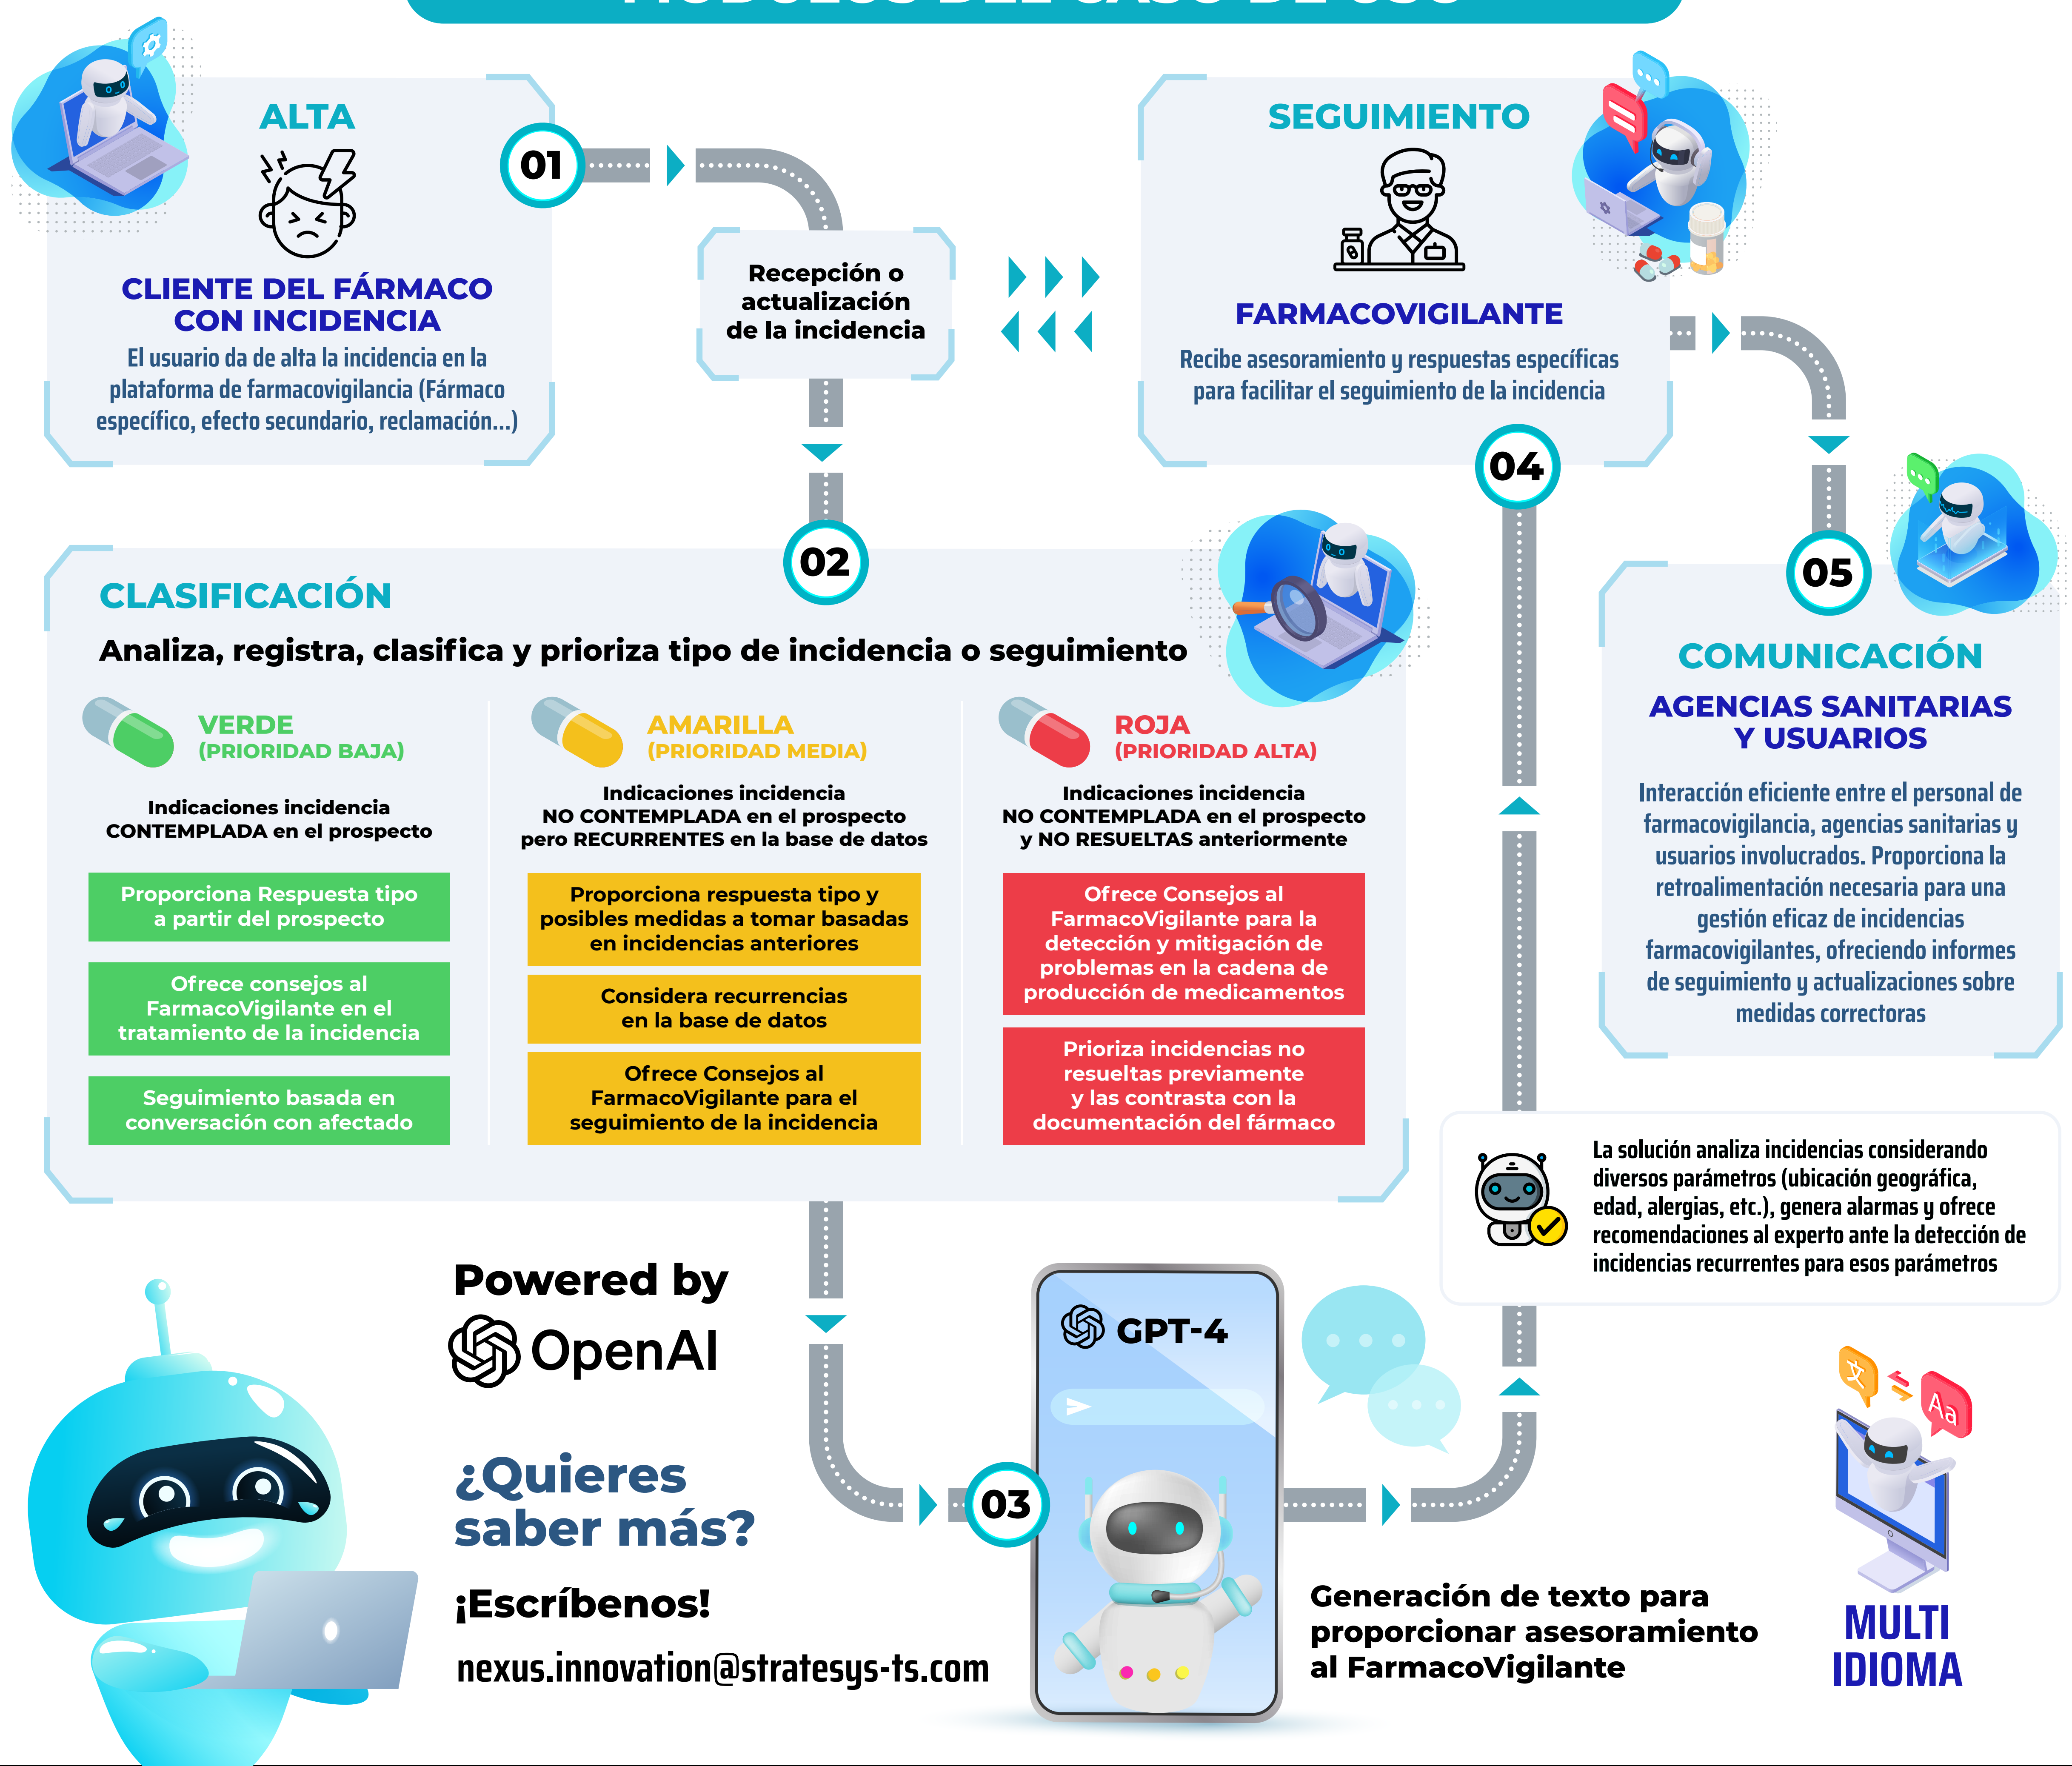 MÓDULOS DEL CASO DE USO
ALTA
01
CLIENTE DEL FÁRMACO
CON INCIDENCIA
El usuario da de alta la incidencia en la
plataforma de farmacovigilancia (Fármaco
específico, efecto secundario, reclamación...)
Recepción o
actualización
de la incidencia
SEGUIMIENTO
FARMACOVIGILANTE
Recibe asesoramiento y respuestas específicas
para facilitar el seguimiento de la incidencia
04
02
CLASIFICACIÓN
Analiza, registra, clasifica y prioriza tipo de incidencia o seguimiento
VERDE
(PRIORIDAD BAJA)
Indicaciones incidencia
CONTEMPLADA en el prospecto
Proporciona Respuesta tipo
a partir del prospecto
Ofrece consejos al
FarmacoVigilante en el
tratamiento de la incidencia
Seguimiento basada en
conversación con afectado
AMARILLA
(PRIORIDAD MEDIA)
Indicaciones incidencia
NO CONTEMPLADA en el prospecto
pero RECURRENTES en la base de datos
Proporciona respuesta tipo y
posibles medidas a tomar basadas
en incidencias anteriores
Considera recurrencias
en la base de datos
Ofrece Consejos al
FarmacoVigilante para el
seguimiento de la incidencia
ROJA
(PRIORIDAD ALTA)
Indicaciones incidencia
NO CONTEMPLADA en el prospecto
y NO RESUELTAS anteriormente
Ofrece Consejos al
FarmacoVigilante para la
detección y mitigación de
problemas en la cadena de
producción de medicamentos
Prioriza incidencias no
resueltas previamente
y las contrasta con la
documentación del fármaco
05
COMUNICACIÓN
AGENCIAS SANITARIAS
Y USUARIOS
Interacción eficiente entre el personal de
farmacovigilancia, agencias sanitarias y
usuarios involucrados. Proporciona la
retroalimentación necesaria para una
gestión eficaz de incidencias
farmacovigilantes, ofreciendo informes
de seguimiento y actualizaciones sobre
medidas correctoras
La solución analiza incidencias considerando
diversos parámetros (ubicación geográfica,
edad, alergias, etc.), genera alarmas y ofrece
recomendaciones al experto ante la detección de
incidencias recurrentes para esos parámetros
Powered by
OpenAI
¿Quieres
saber más?
¡Escríbenos!
nexus.innovation@stratesys-ts.com
03
GPT-4
Generación de texto para
proporcionar asesoramiento
al FarmacoVigilante
文
Aa
MULTI
IDIOMA